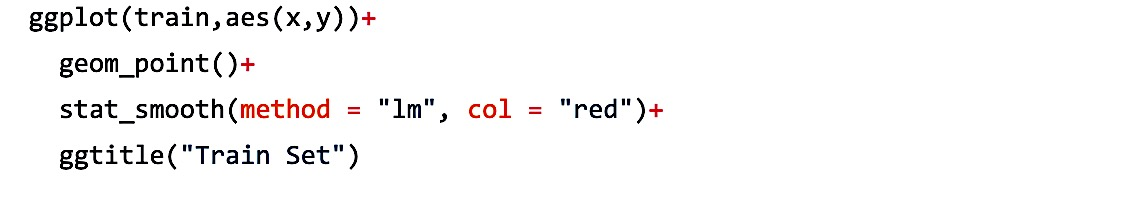 ggplot(train,aes(x,y))+
geom_point()+
stat_smooth(method = "lm", col = "red")+
ggtitle("Train Set")